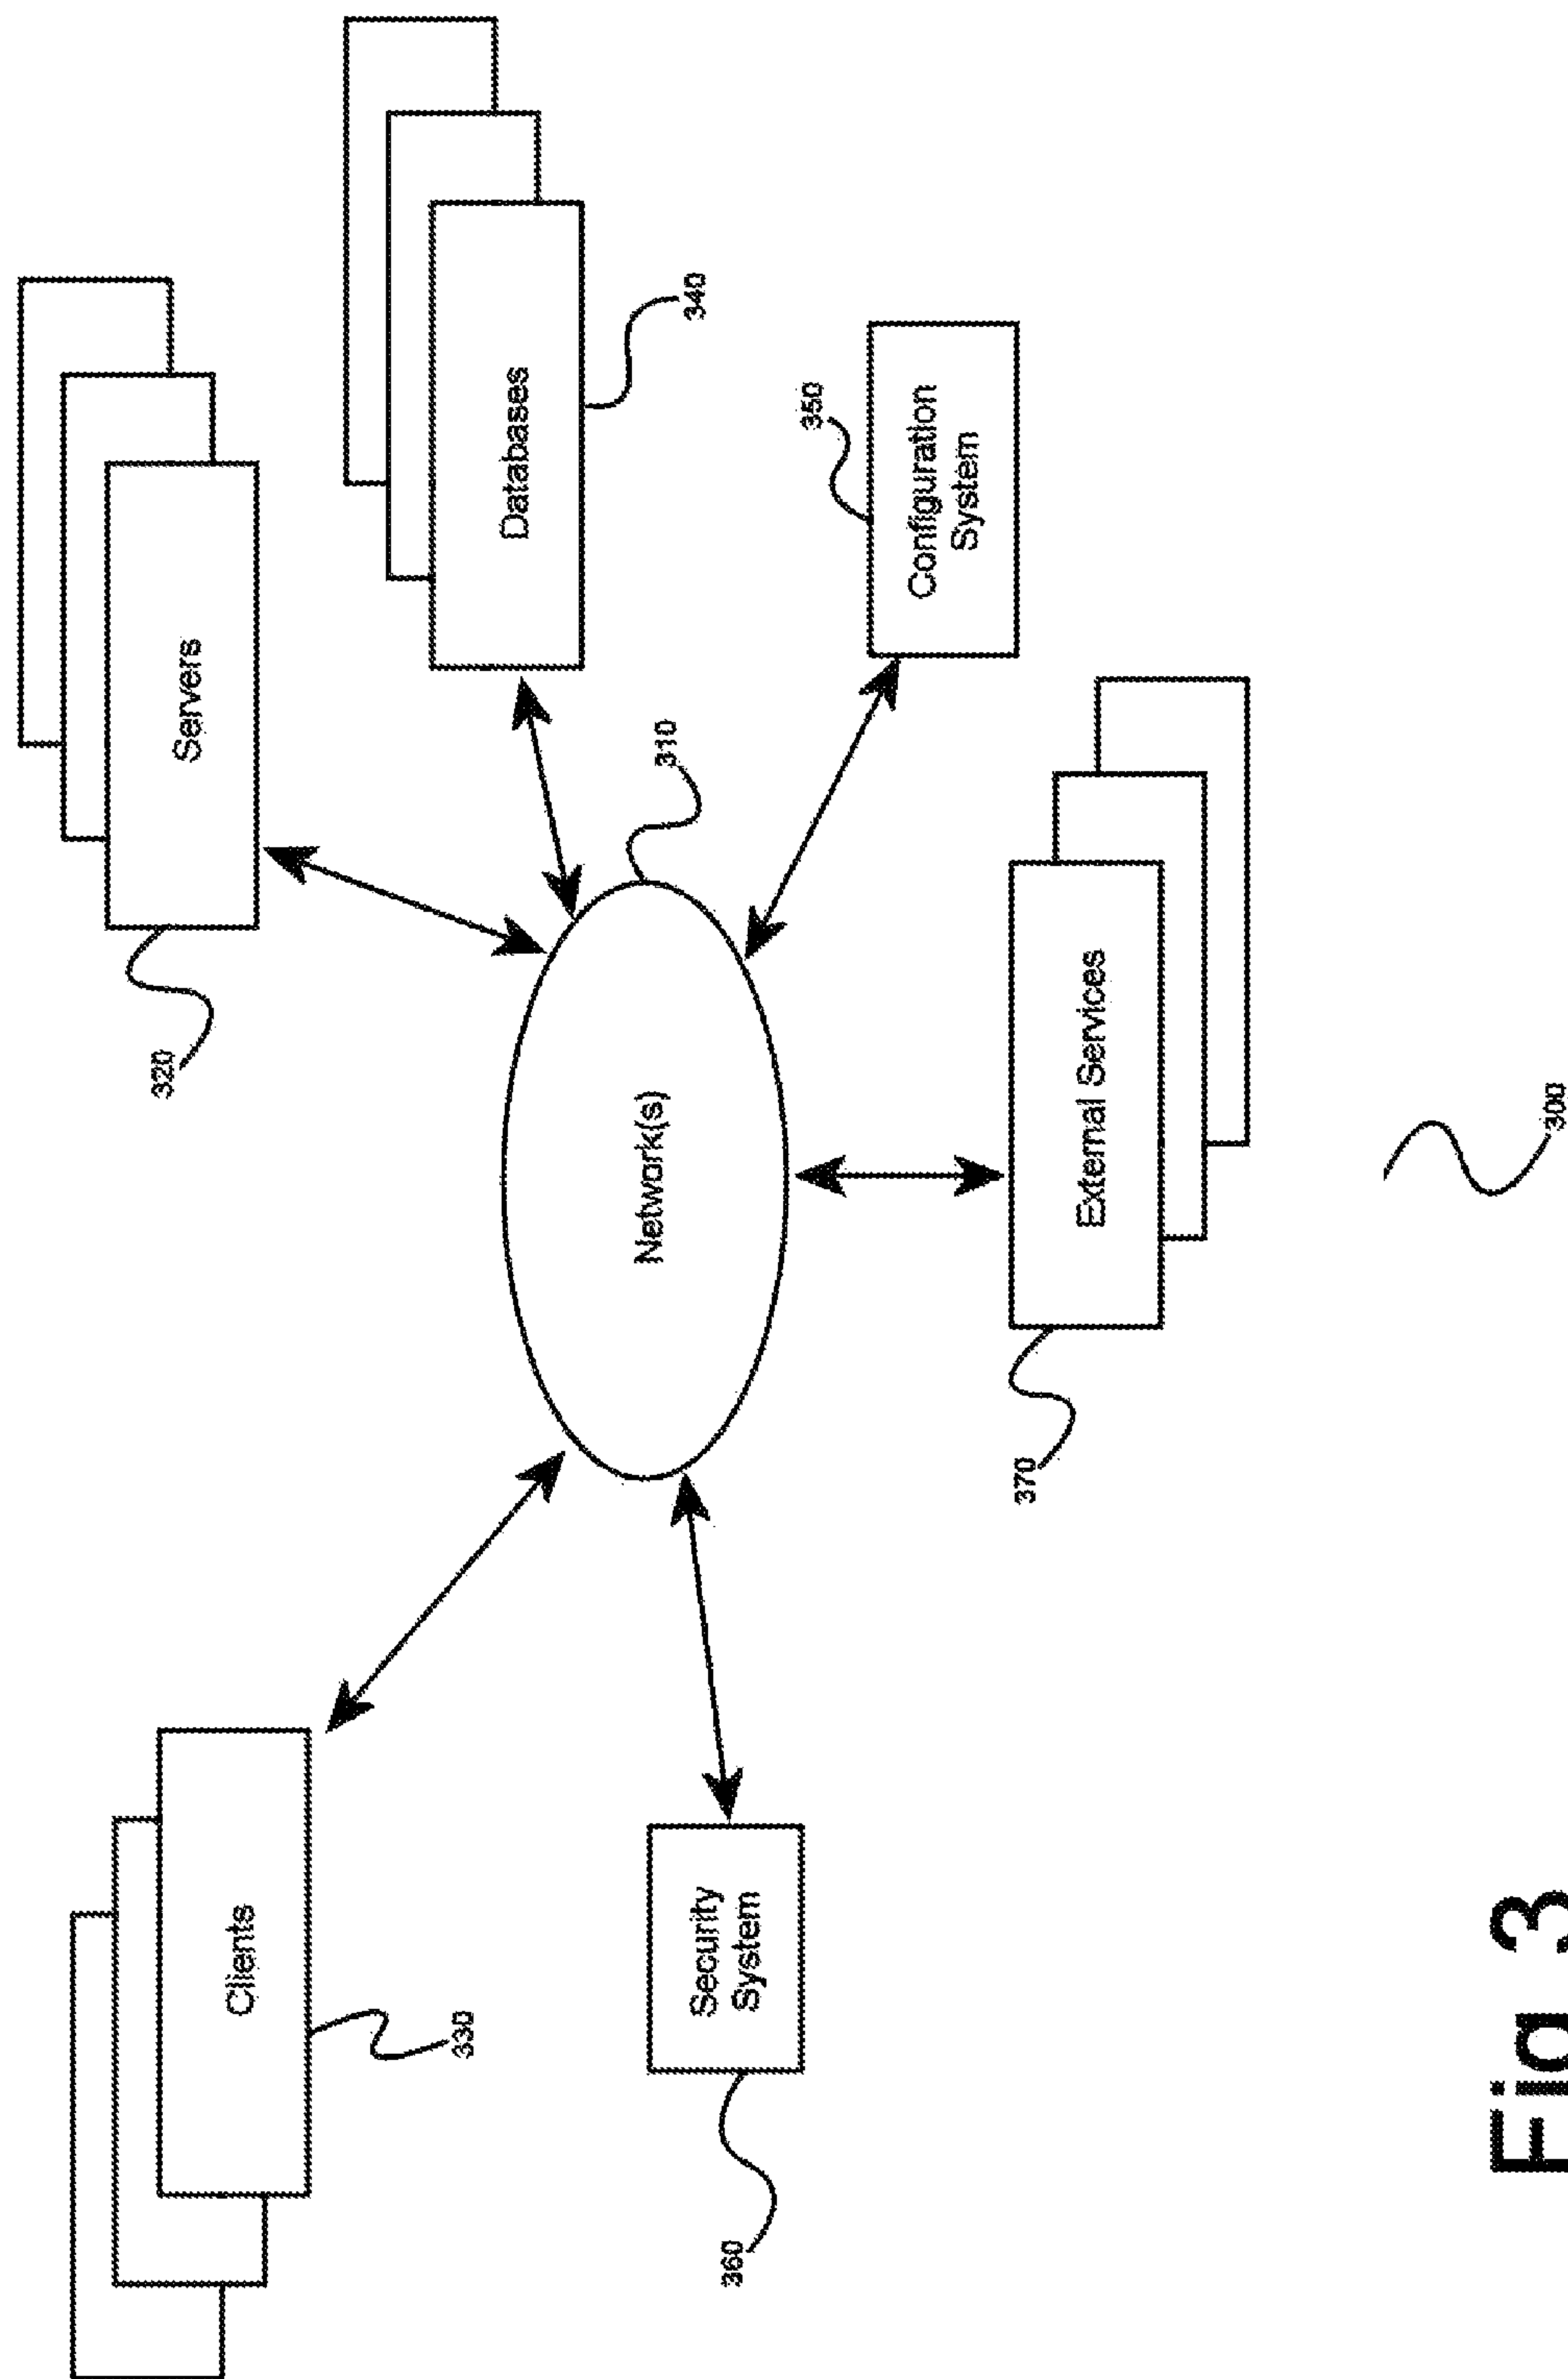 Clients
330
Servers
320
Databases
340
Network(s)
310
Security
System
360
Configuration
System
350
External Services
370
300
Fig 3